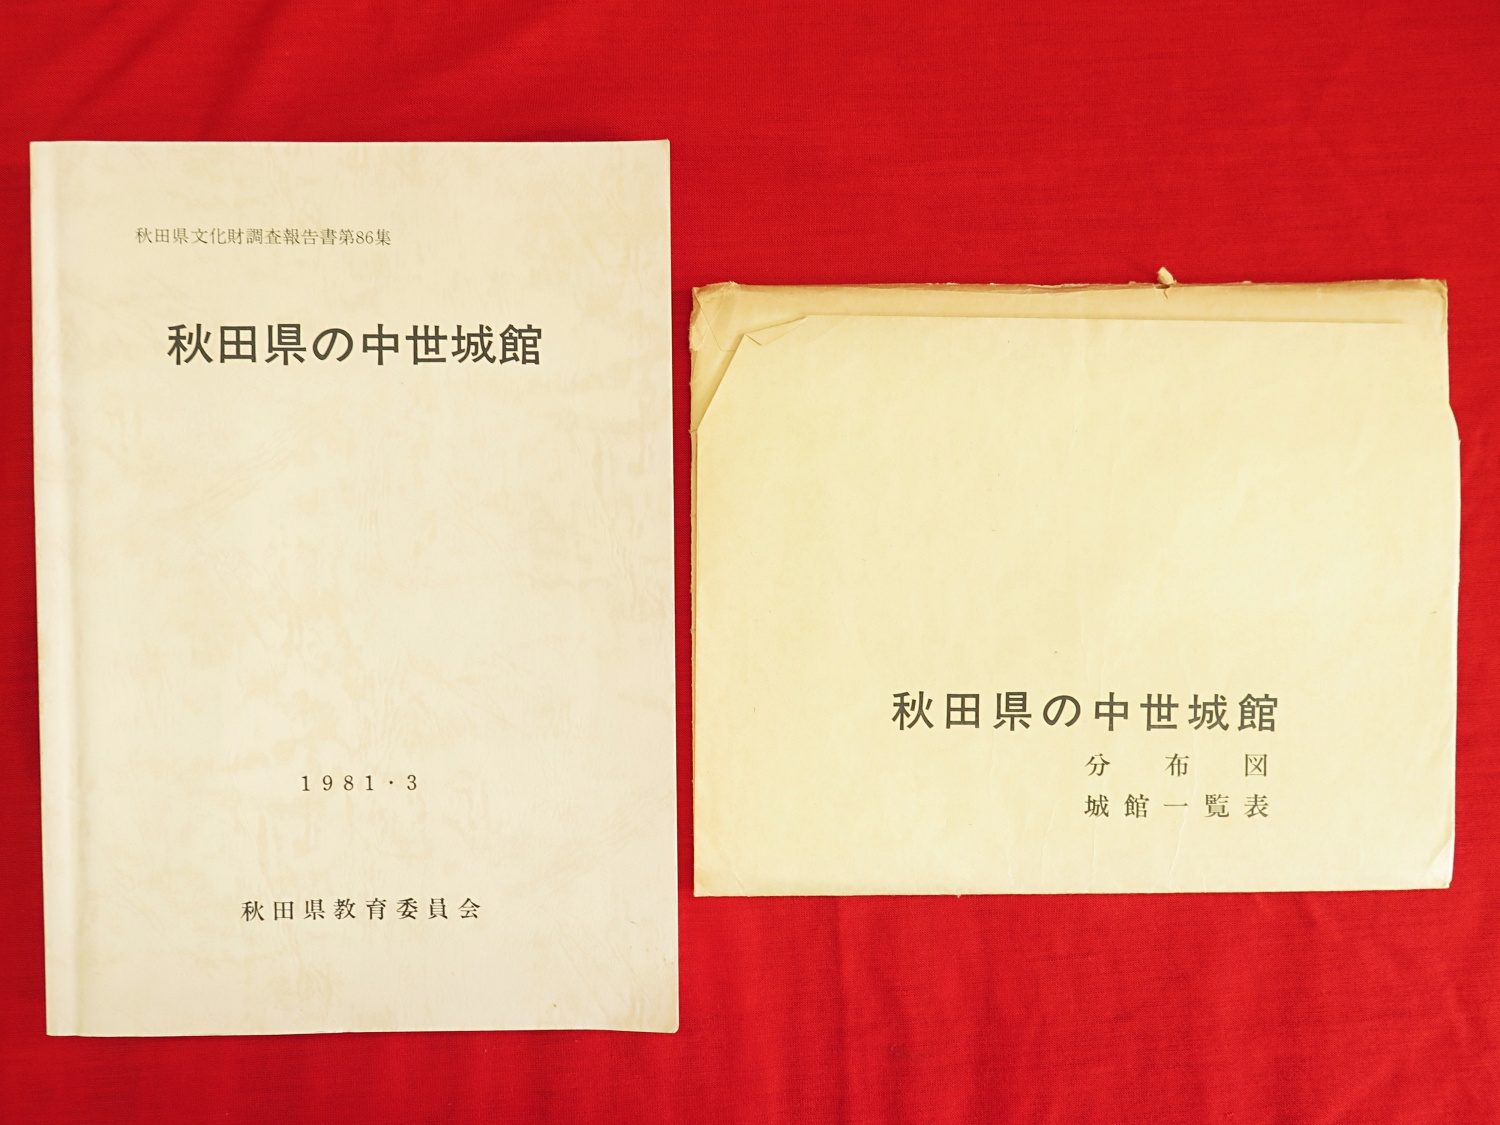 秋田県文化財調査報告書第86集
秋田県の中世城館
1981・3
秋田県教育委員会
秋田県の中世城館
分布図
城館一覧表